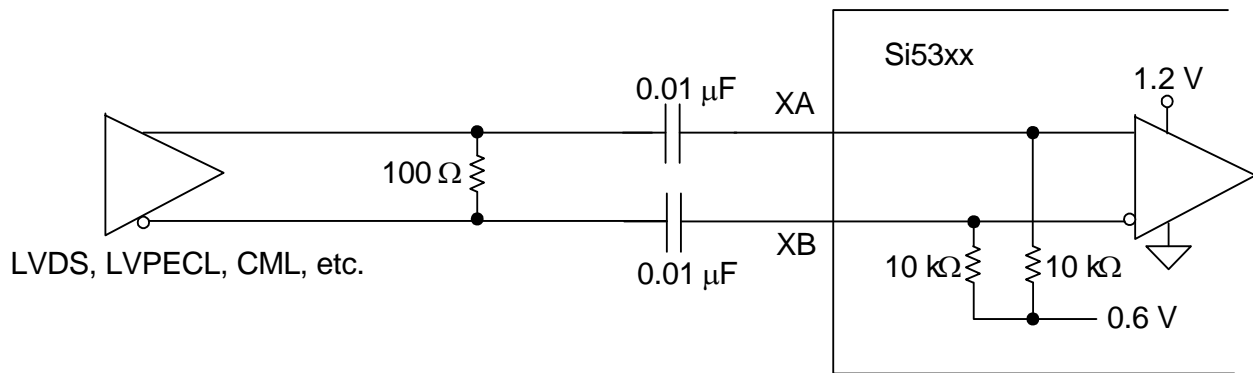 Si53xx
1.2 V
0.01 μF
XA
100 Ω
XB
LVDS, LVPECL, CML, etc.
0.01 μF
10 kΩ
10 kΩ
0.6 V